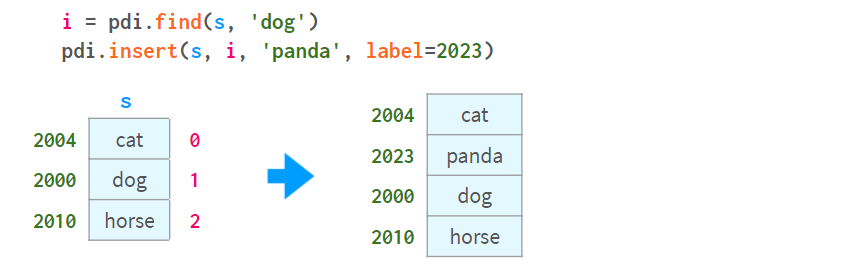 i = pdi.find(s, 'dog')
pdi.insert(s, i, 'panda', label=2023)
s
2004 cat 0
2000 dog 1
2010 horse 2
2004 cat
2023 panda
2000 dog
2010 horse